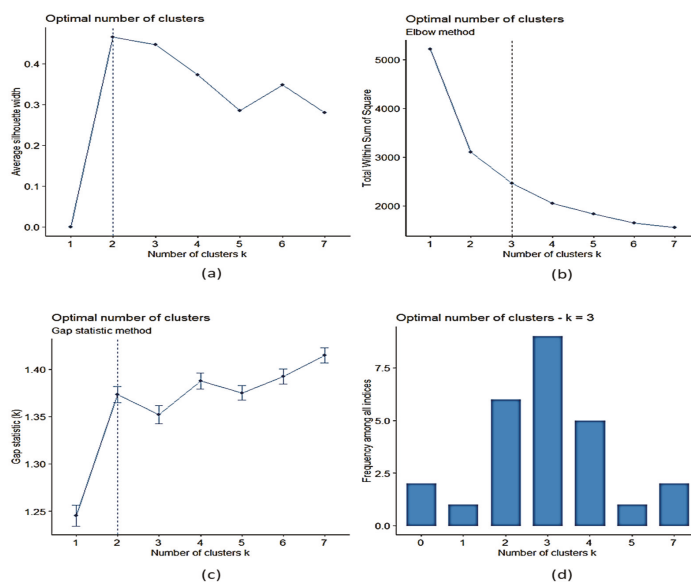 Optimal number of clusters
Average silhouette width
0.4
0.3
0.2
0.1
0.0
1 2 3 4 5 6 7
Number of clusters k
(a)
Optimal number of clusters
Elbow method
Total Within Sum of Square
5000
4000
3000
2000
1 2 3 4 5 6 7
Number of clusters k
(b)
Optimal number of clusters
Gap statistic method
Gap statistic (k)
1.40
1.35
1.30
1.25
1 2 3 4 5 6 7
Number of clusters k
(c)
Optimal number of clusters - k = 3
Frequency among all indices
7.5
5.0
2.5
0.0
0 1 2 3 4 5 7
Number of clusters k
(d)